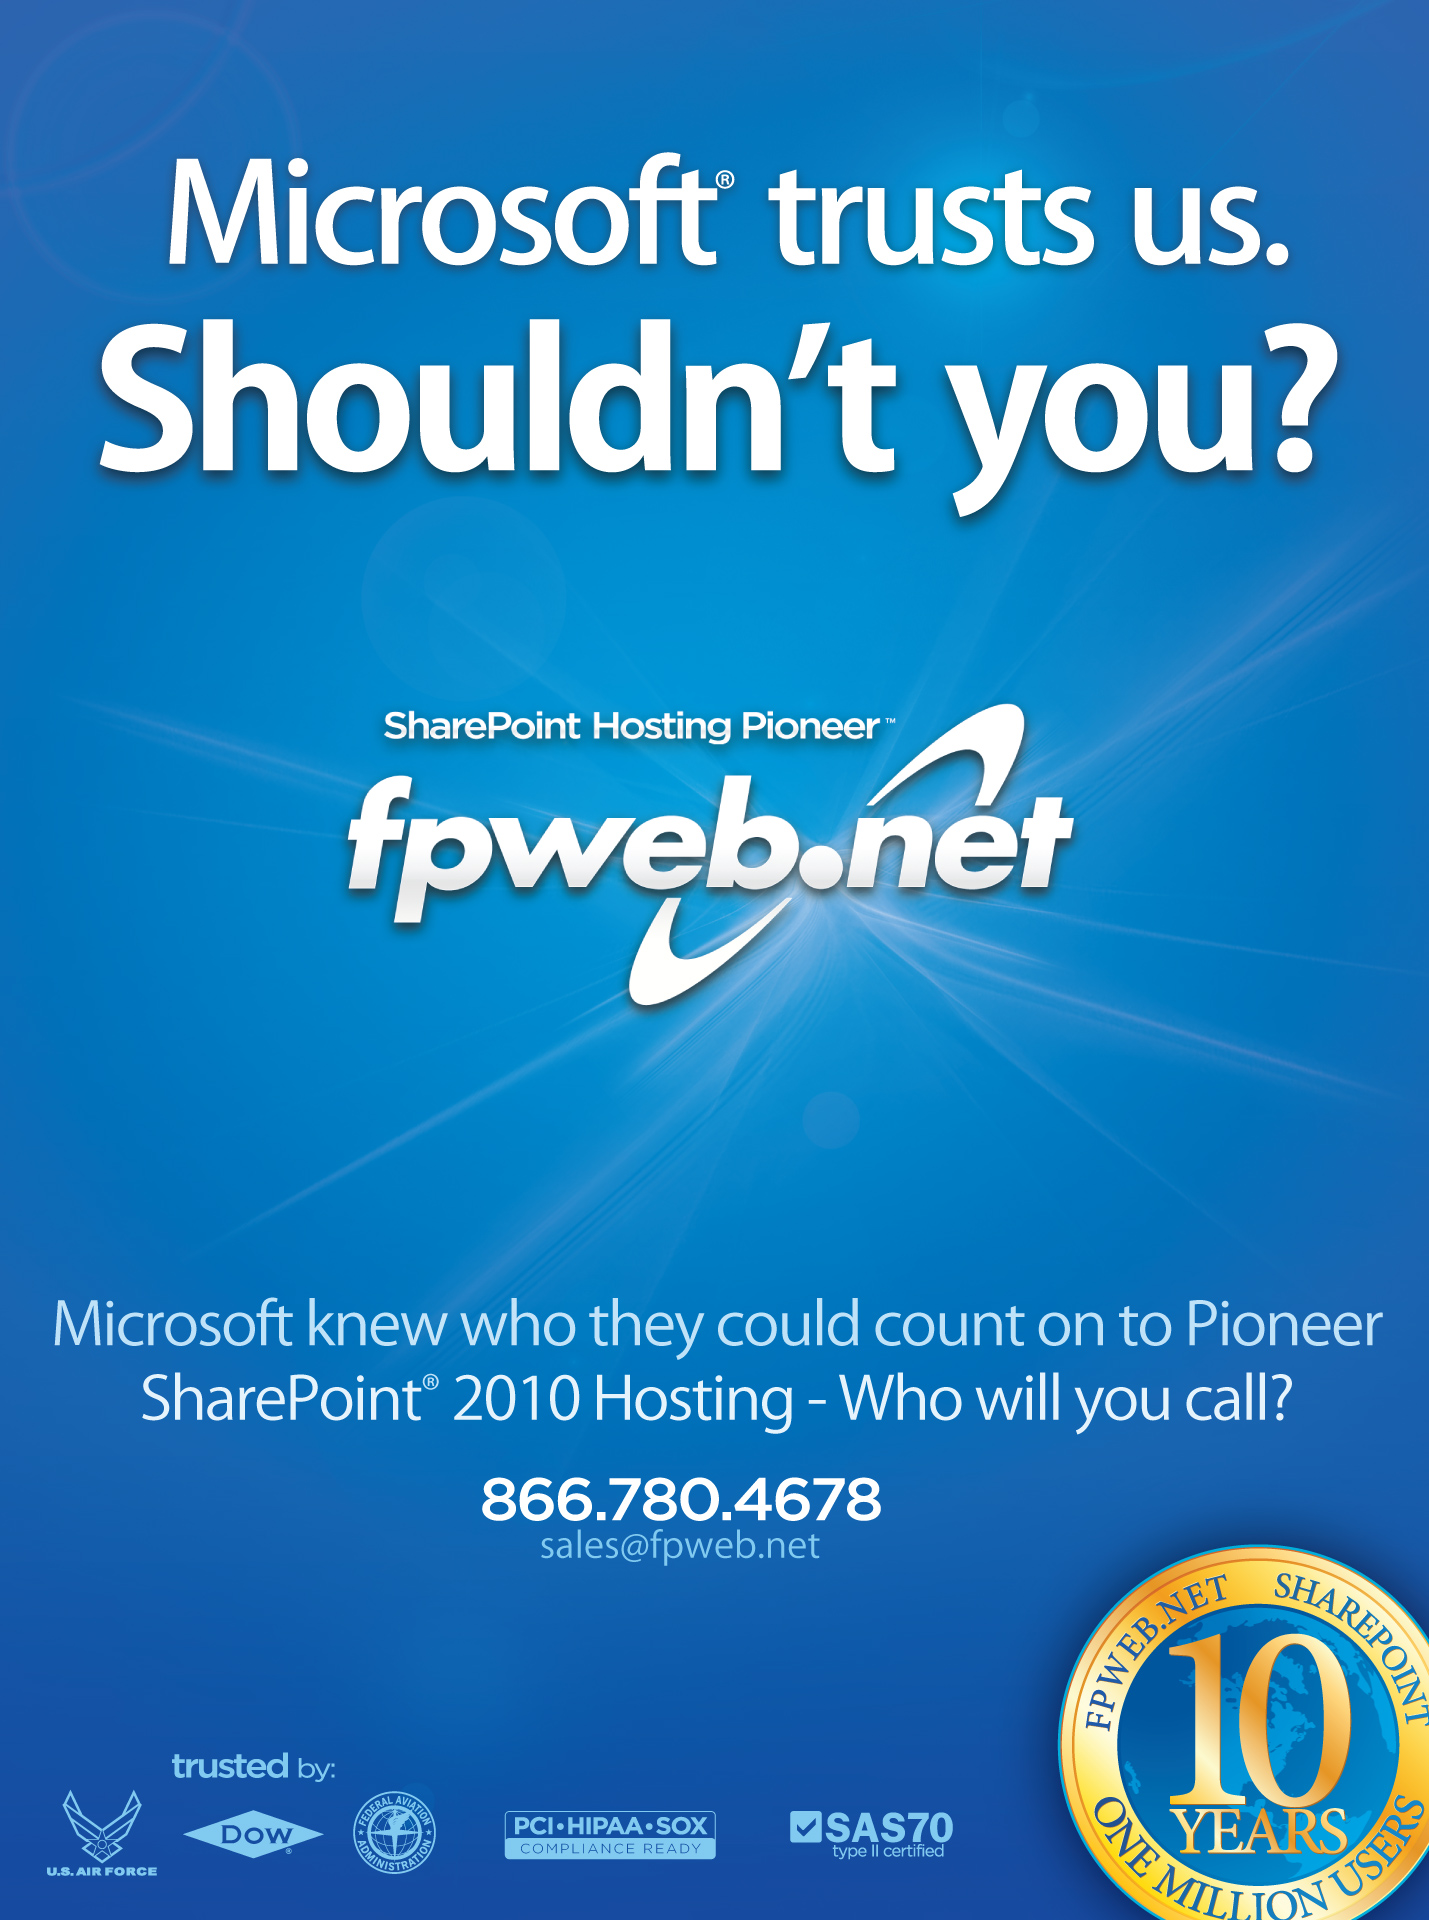 Microsoft® trusts us.
Shouldn't you?
SharePoint Hosting Pioneer™
fpweb.net
Microsoft knew who they could count on to Pioneer
SharePoint® 2010 Hosting - Who will you call?
866.780.4678
sales@fpweb.net
FPWEB.NET SHAREPOINT
10
YEARS
ONE MILLION USERS
trusted by:
U.S. AIR FORCE
DOW®
FEDERAL AVIATION
ADMINISTRATION
PCI•HIPAA•SOX
COMPLIANCE READY
SAS70
type II certified